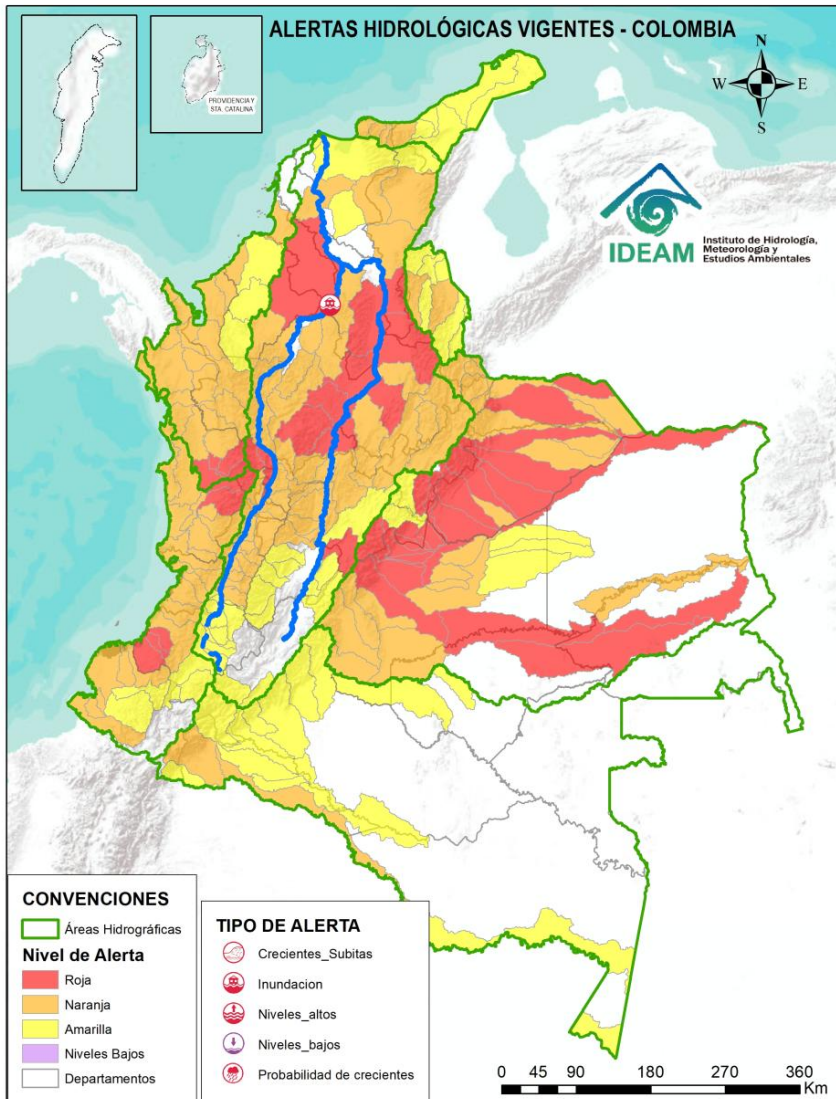 ALERTAS HIDROLÓGICAS VIGENTES - COLOMBIA
PROVIDENCIA Y
STA. CATALINA
N
W
E
S
IDEAM
Instituto de Hidrología,
Meteorología y
Estudios Ambientales
CONVENCIONES
Áreas Hidrográficas
Nivel de Alerta
Roja
Naranja
Amarilla
Niveles Bajos
Departamentos
TIPO DE ALERTA
Crecientes_Subitas
Inundacion
Niveles_altos
Niveles_bajos
Probabilidad de crecientes
0 45 90 180 270 360
Km